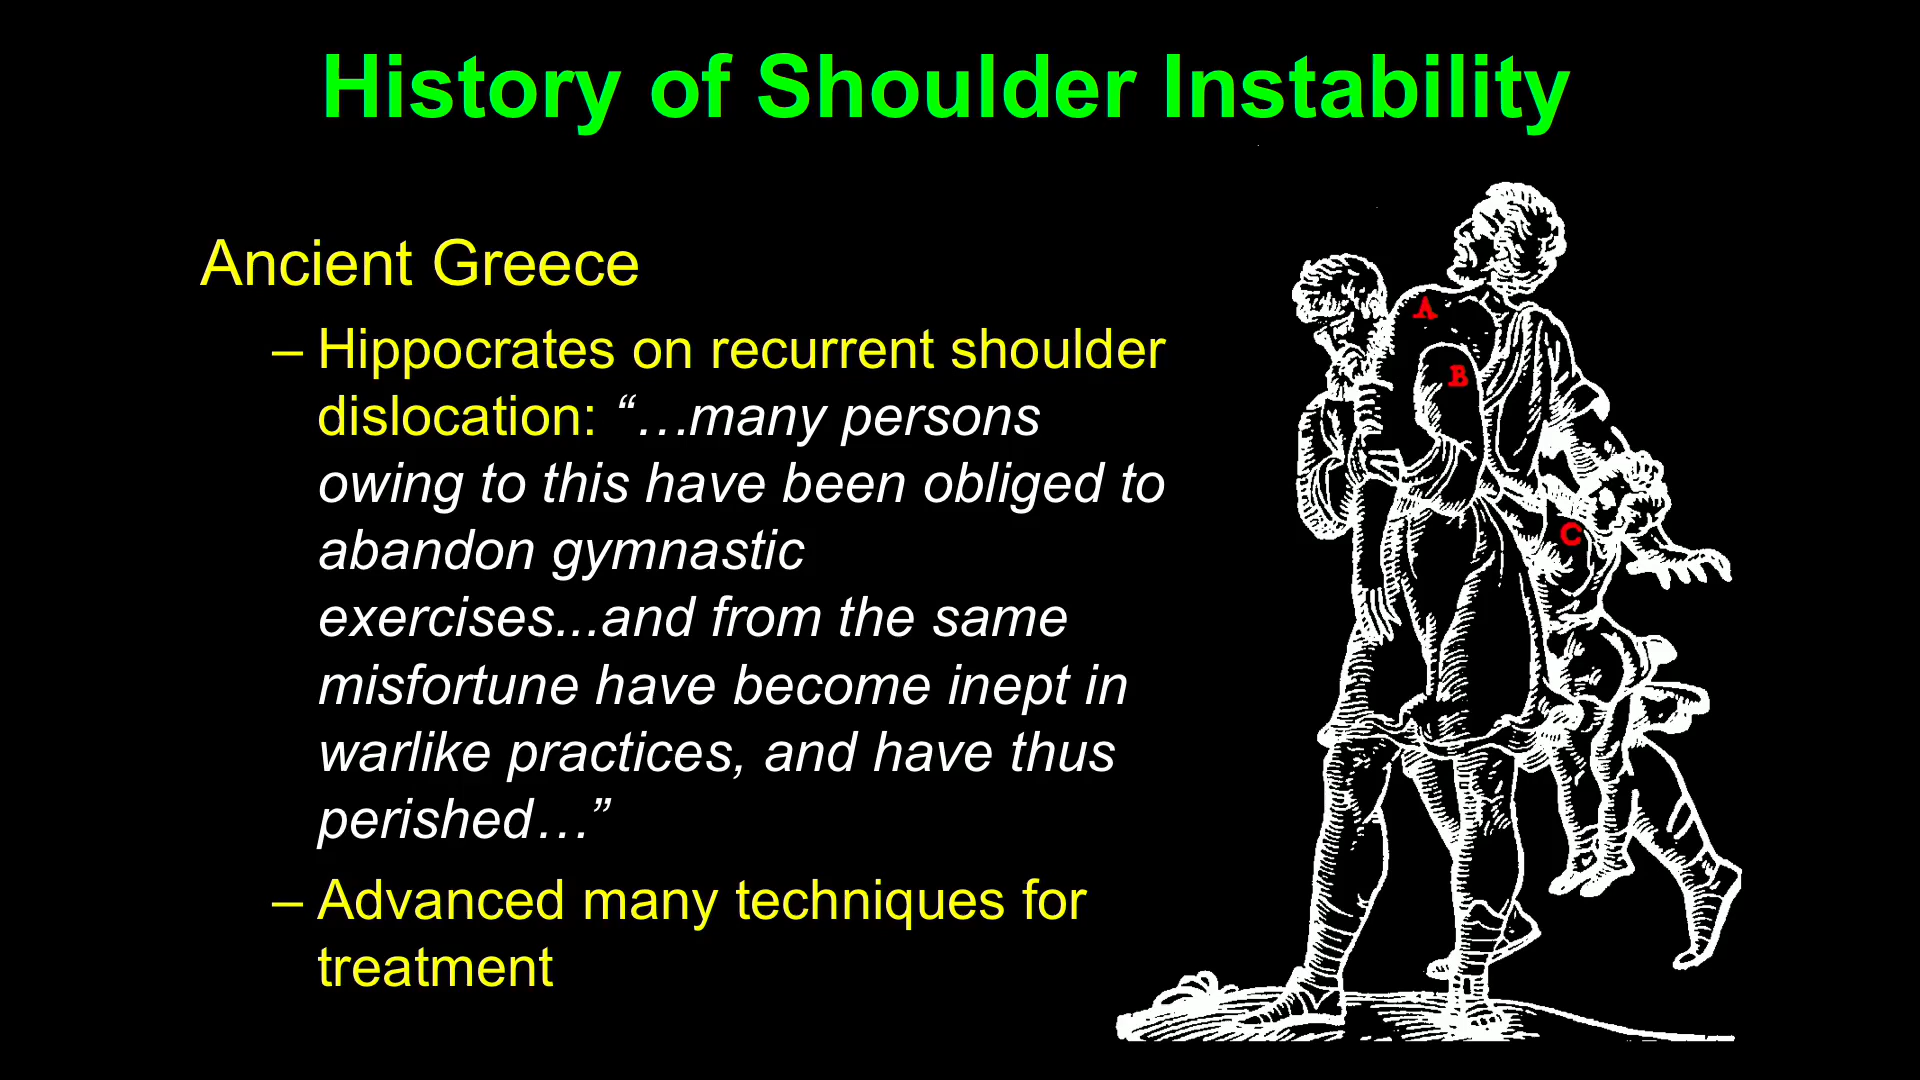 History of Shoulder Instability
Ancient Greece
– Hippocrates on recurrent shoulder
dislocation: “…many persons
owing to this have been obliged to
abandon gymnastic
exercises...and from the same
misfortune have become inept in
warlike practices, and have thus
perished…”
– Advanced many techniques for
treatment
A
B
C